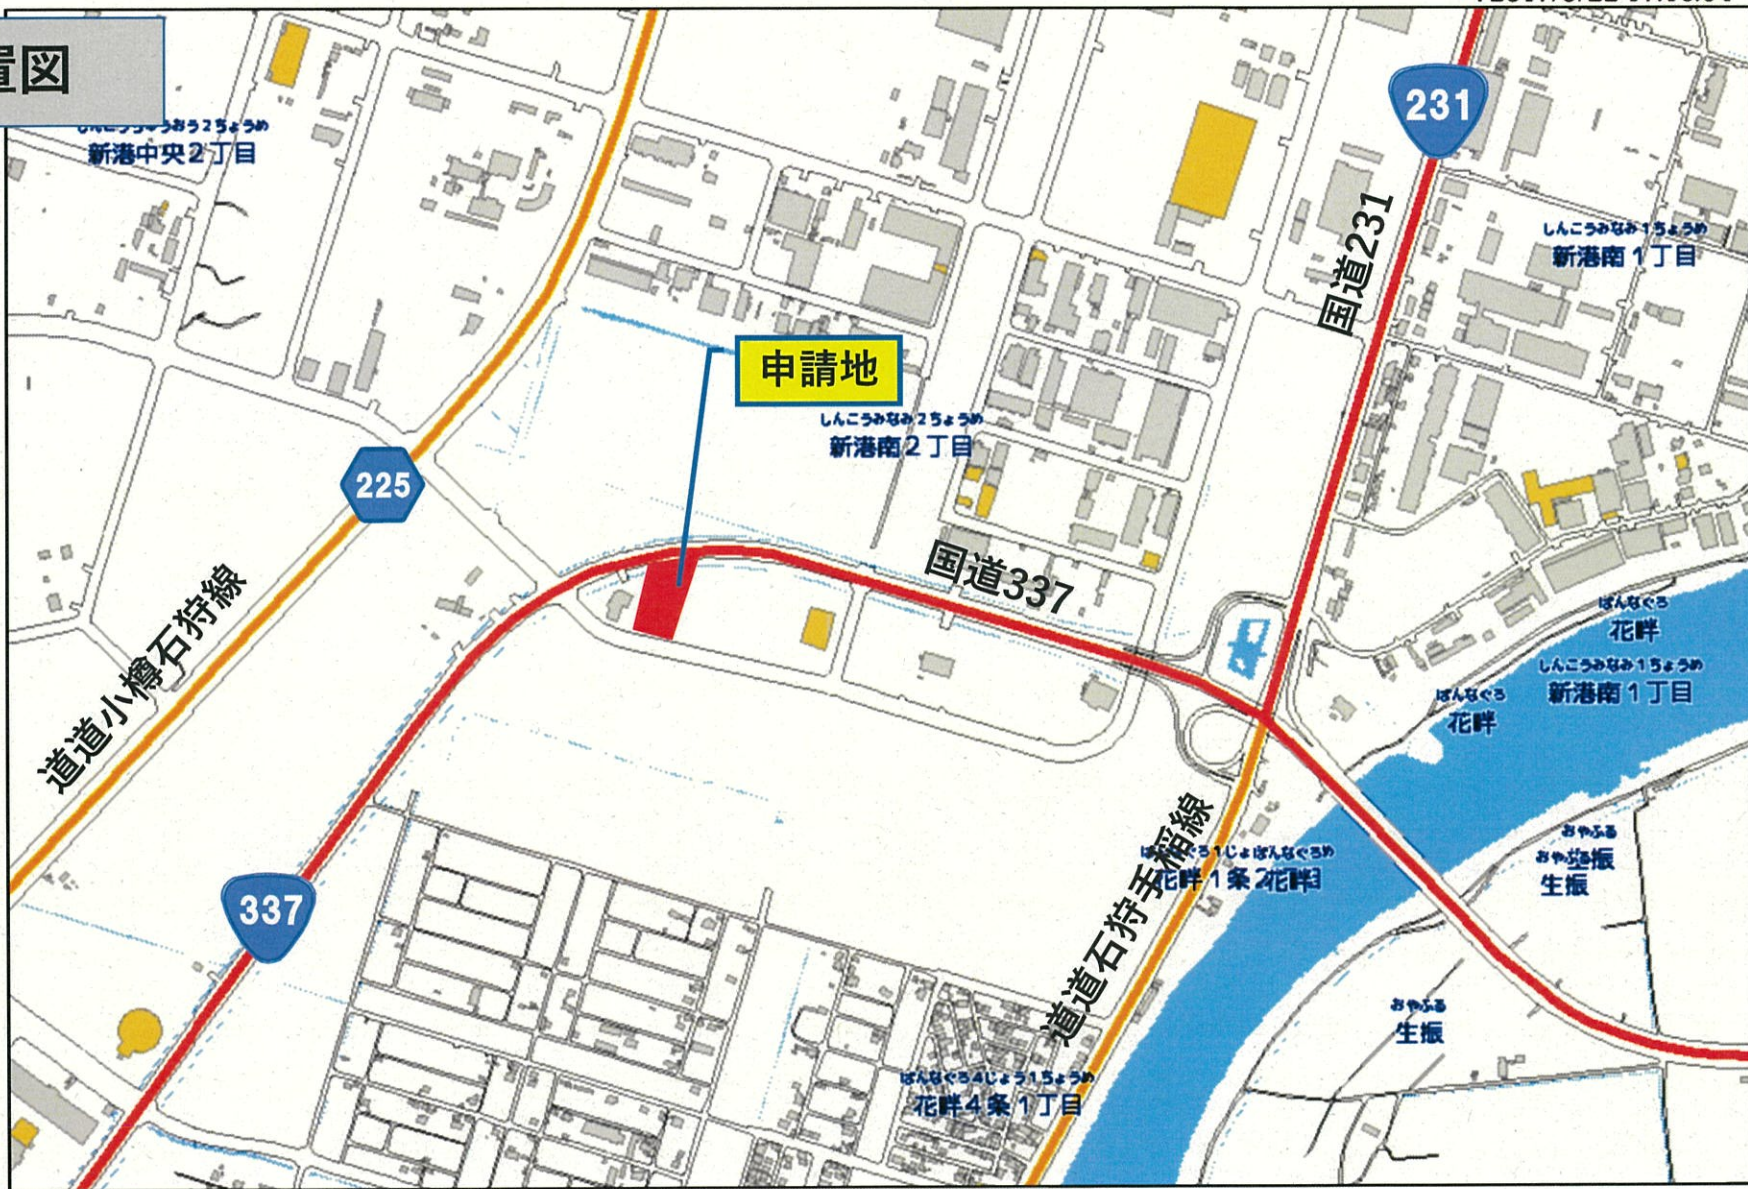 置図
しんこうちゅうおう2ちょうめ
新港中央2丁目
231
国道231
しんこうみなみ1ちょうめ
新港南1丁目
申請地
しんこうみなみ2ちょうめ
新港南2丁目
225
国道337
道道小樽石狩線
ばんなぐろ
花畔
しんこうみなみ1ちょうめ
新港南1丁目
ばんなぐろ
花畔
道道石狩手稲線
花畔1条2
花畔
おやふる
生振
おやふる
生振
337
おやふる
生振
ばんなぐろ4じょう1ちょうめ
花畔4条1丁目